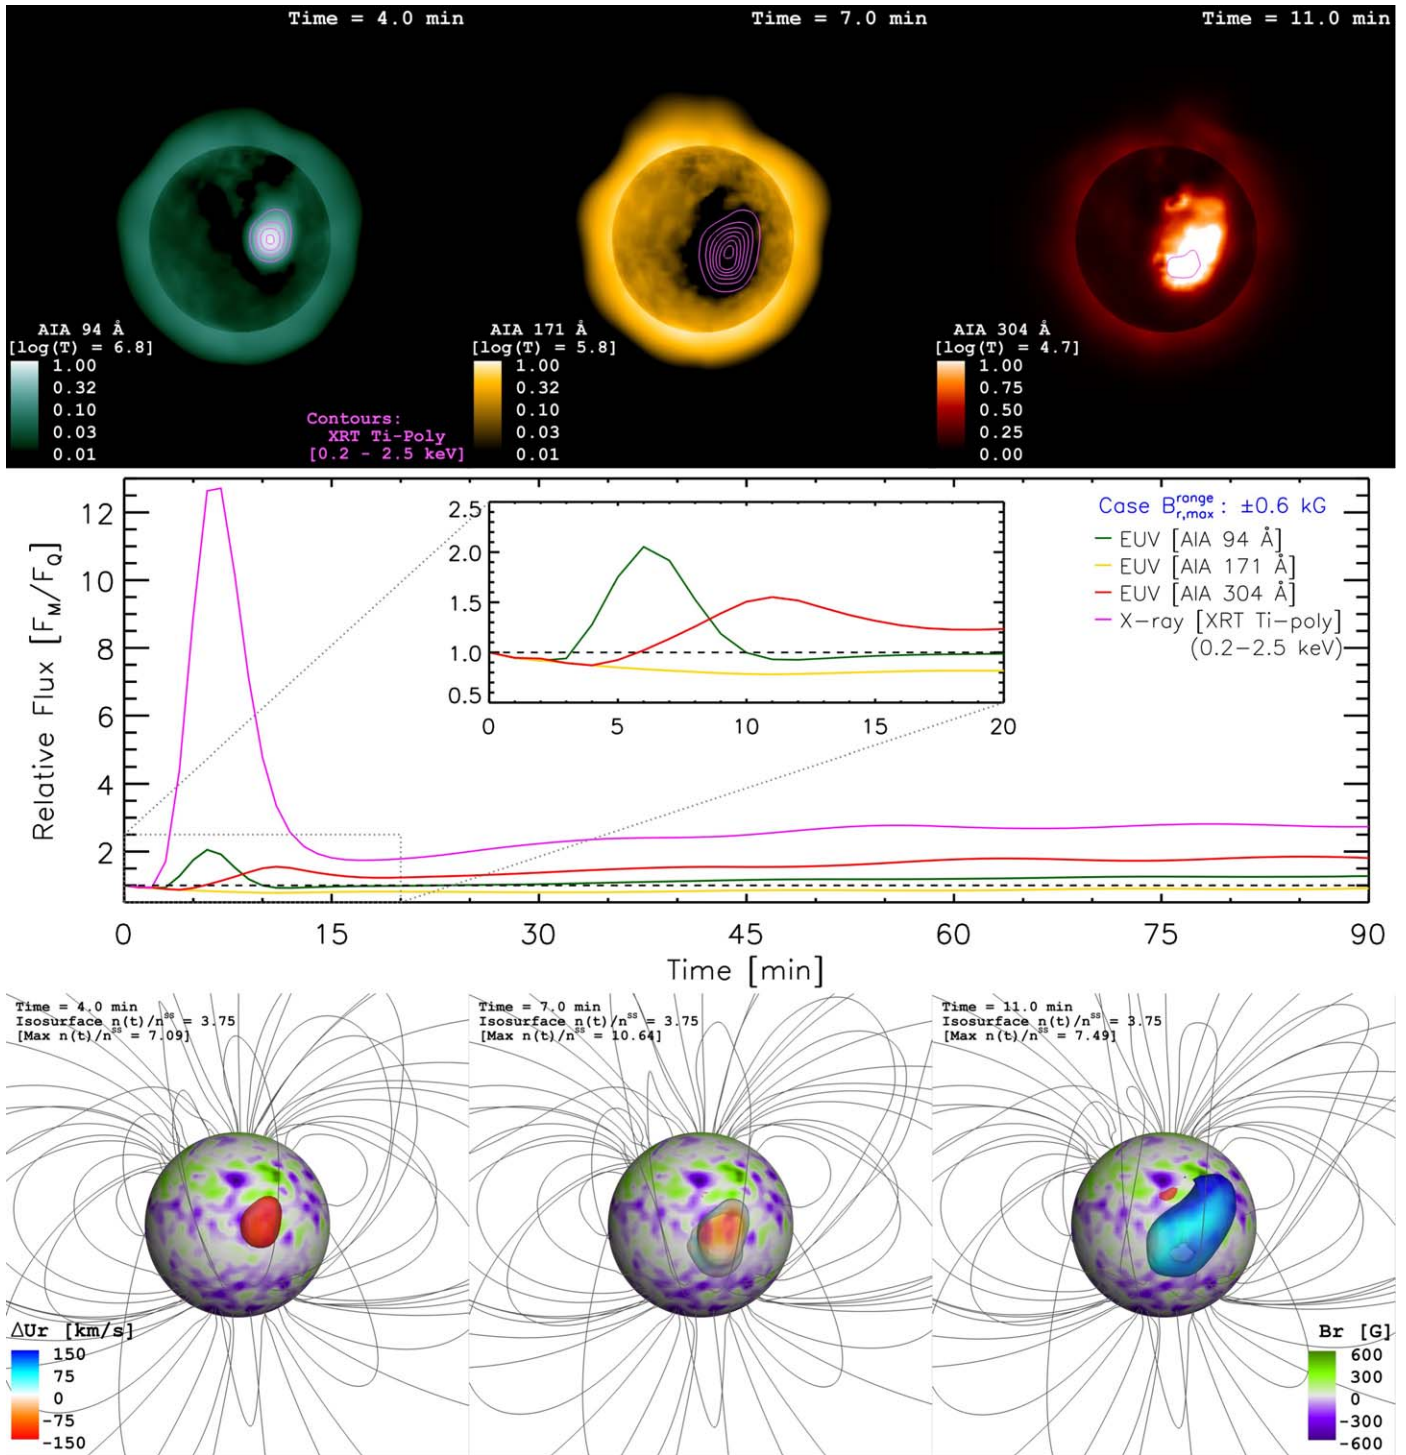 Time = 4.0 min
Time = 7.0 min
Time = 11.0 min
AIA 94 Å
[log(T) = 6.8]
1.00
0.32
0.10
0.03
0.01
Contours:
XRT Ti-Poly
[0.2 - 2.5 keV]
AIA 171 Å
[log(T) = 5.8]
1.00
0.32
0.10
0.03
0.01
AIA 304 Å
[log(T) = 4.7]
1.00
0.75
0.50
0.25
0.00
Relative Flux [F_M/F_Q]
12
10
8
6
4
2
2.5
2.0
1.5
1.0
0.5
0 5 10 15 20
Case B_{r,max}^{range}: ±0.6 kG
EUV [AIA 94 Å]
EUV [AIA 171 Å]
EUV [AIA 304 Å]
X-ray [XRT Ti-poly]
(0.2-2.5 keV)
0 15 30 45 60 75 90
Time [min]
Time = 4.0 min
Isosurface n(t)/n^{ss} = 3.75
[Max n(t)/n^{ss} = 7.09]
Time = 7.0 min
Isosurface n(t)/n^{ss} = 3.75
[Max n(t)/n^{ss} = 10.64]
Time = 11.0 min
Isosurface n(t)/n^{ss} = 3.75
[Max n(t)/n^{ss} = 7.49]
ΔUr [km/s]
150
75
0
-75
-150
Br [G]
600
300
0
-300
-600